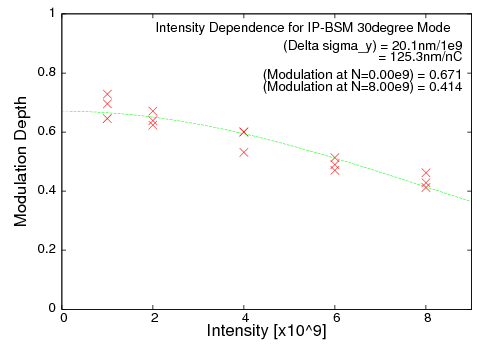 Intensity Dependence for IP-BSM 30degree Mode
(Delta sigma_y) = 20.1nm/1e9
= 125.3nm/nC
(Modulation at N=0.00e9) = 0.671
(Modulation at N=8.00e9) = 0.414
Modulation Depth
1
0.8
0.6
0.4
0.2
0
0 2 4 6 8
Intensity [x10^9]